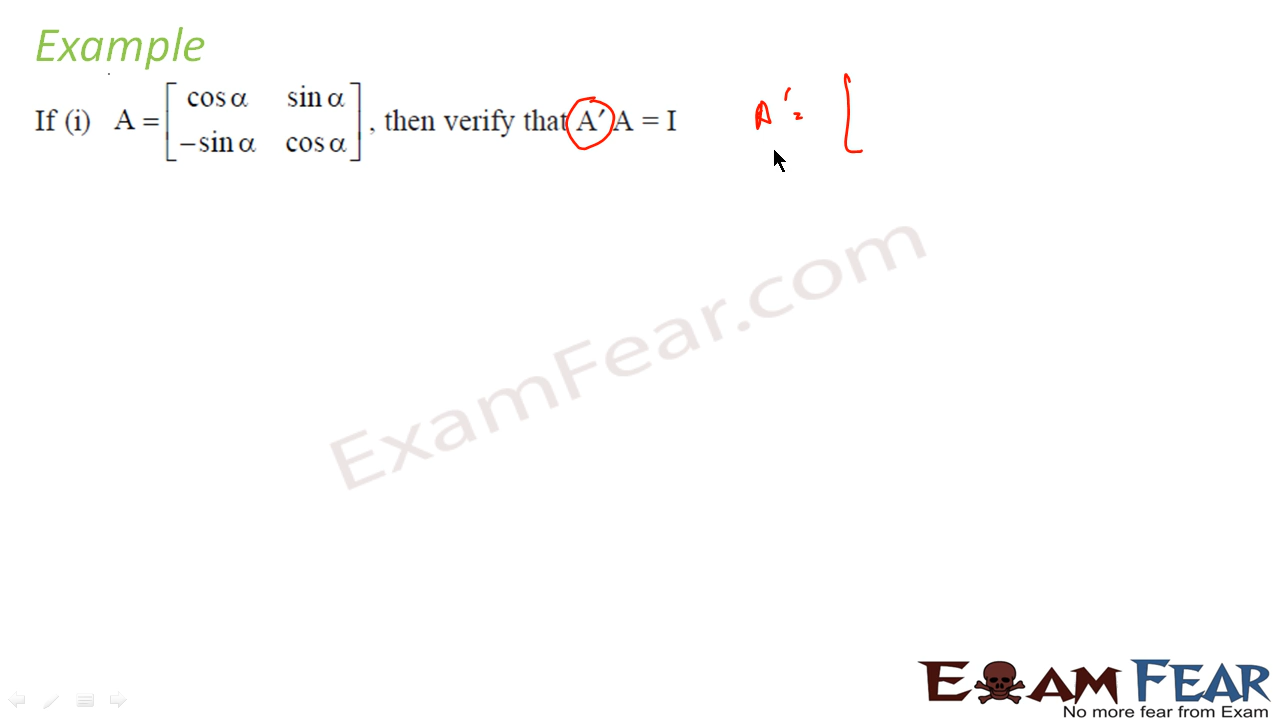 Example
If (i) A = [ cos α sin α
−sin α cos α ] , then verify that A′ A = I
A′ = [
ExamFear.com
EXAM FEAR
No more fear from Exam